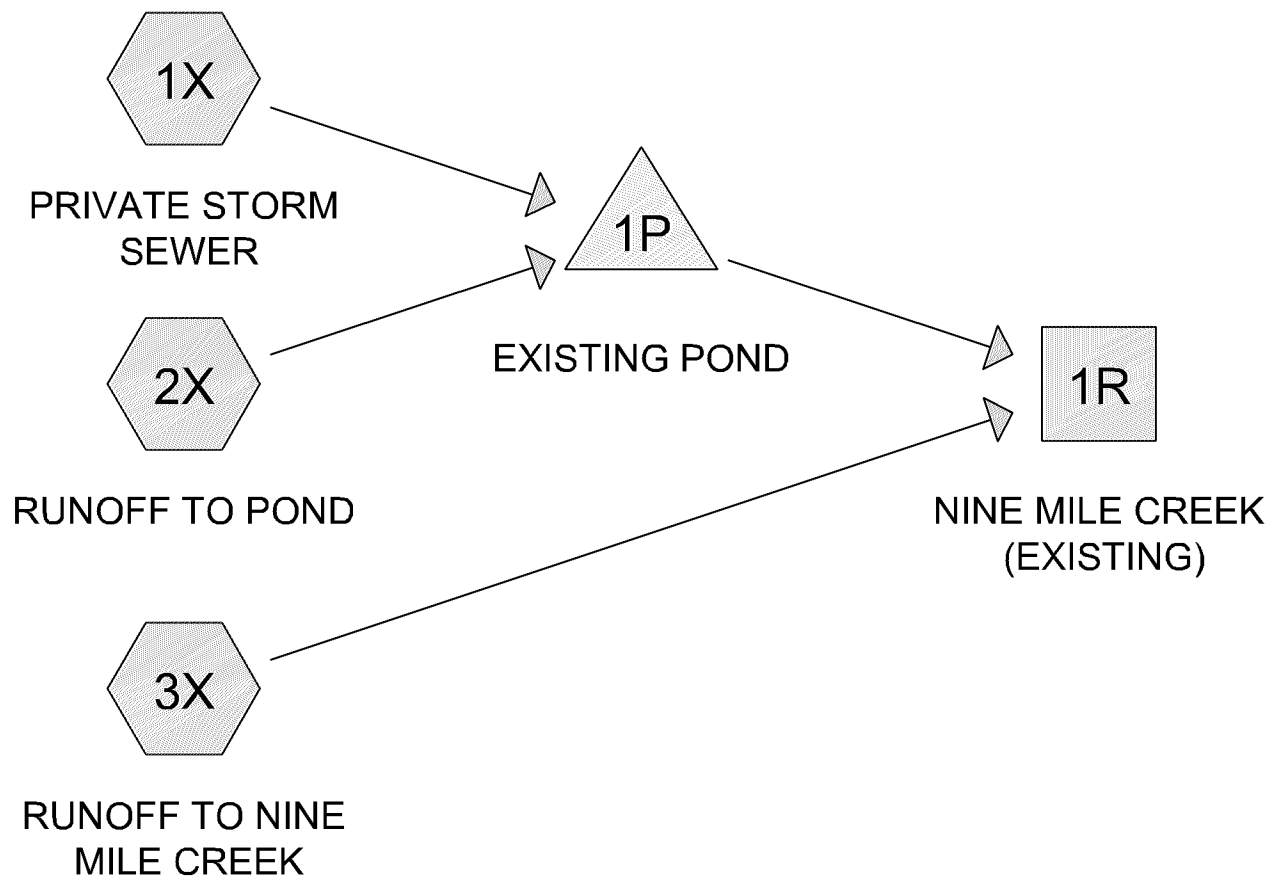 1X
PRIVATE STORM
SEWER
1P
EXISTING POND
2X
RUNOFF TO POND
1R
NINE MILE CREEK
(EXISTING)
3X
RUNOFF TO NINE
MILE CREEK